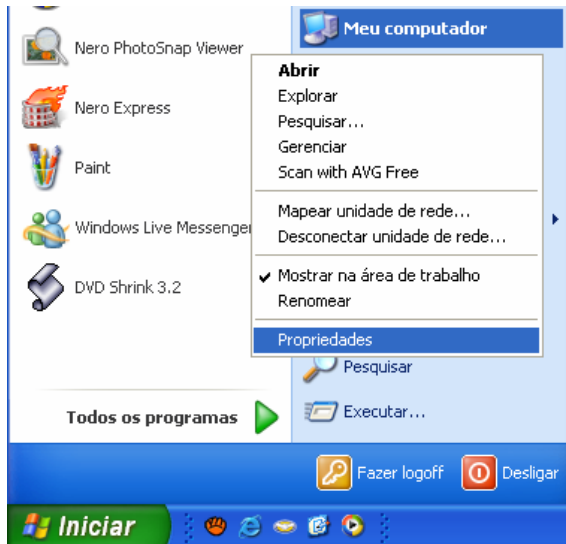 Nero PhotoSnap Viewer
Nero Express
Paint
Windows Live Messenger
DVD Shrink 3.2
Todos os programas
Meu computador
Abrir
Explorar
Pesquisar...
Gerenciar
Scan with AVG Free
Mapear unidade de rede...
Desconectar unidade de rede...
Mostrar na área de trabalho
Renomear
Propriedades
Pesquisar
Executar...
Fazer logoff
Desligar
Iniciar